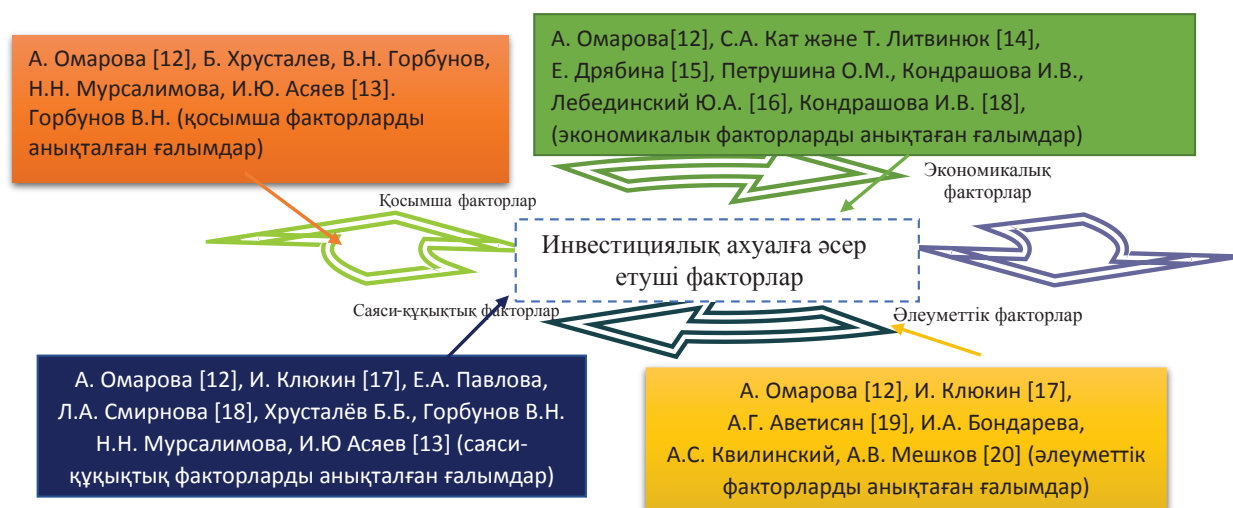 А. Омарова [12], Б. Хрусталев, В.Н. Горбунов,
Н.Н. Мурсалимова, И.Ю. Асяев [13].
Горбунов В.Н. (қосымша факторларды
анықталған ғалымдар)
А. Омарова[12], С.А. Кат және Т. Литвинюк [14],
Е. Дрябина [15], Петрушина О.М., Кондрашова И.В.,
Лебединский Ю.А. [16], Кондрашова И.В. [18],
(экономикалык факторларды анықтаған ғалымдар)
Экономикалық
факторлар
Қосымша факторлар
Инвестициялық ахуалға әсер
етуші факторлар
Саяси-құқықтық факторлар
Әлеуметтік факторлар
А. Омарова [12], И. Клюкин [17], Е.А. Павлова,
Л.А. Смирнова [18], Хрусталёв Б.Б., Горбунов В.Н.
Н.Н. Мурсалимова, И.Ю Асяев [13] (саяси-
құқықтық факторларды анықталған ғалымдар)
А. Омарова [12], И. Клюкин [17],
А.Г. Аветисян [19], И.А. Бондарева,
А.С. Квилинский, А.В. Мешков [20] (әлеуметтік
факторларды анықтаған ғалымдар)